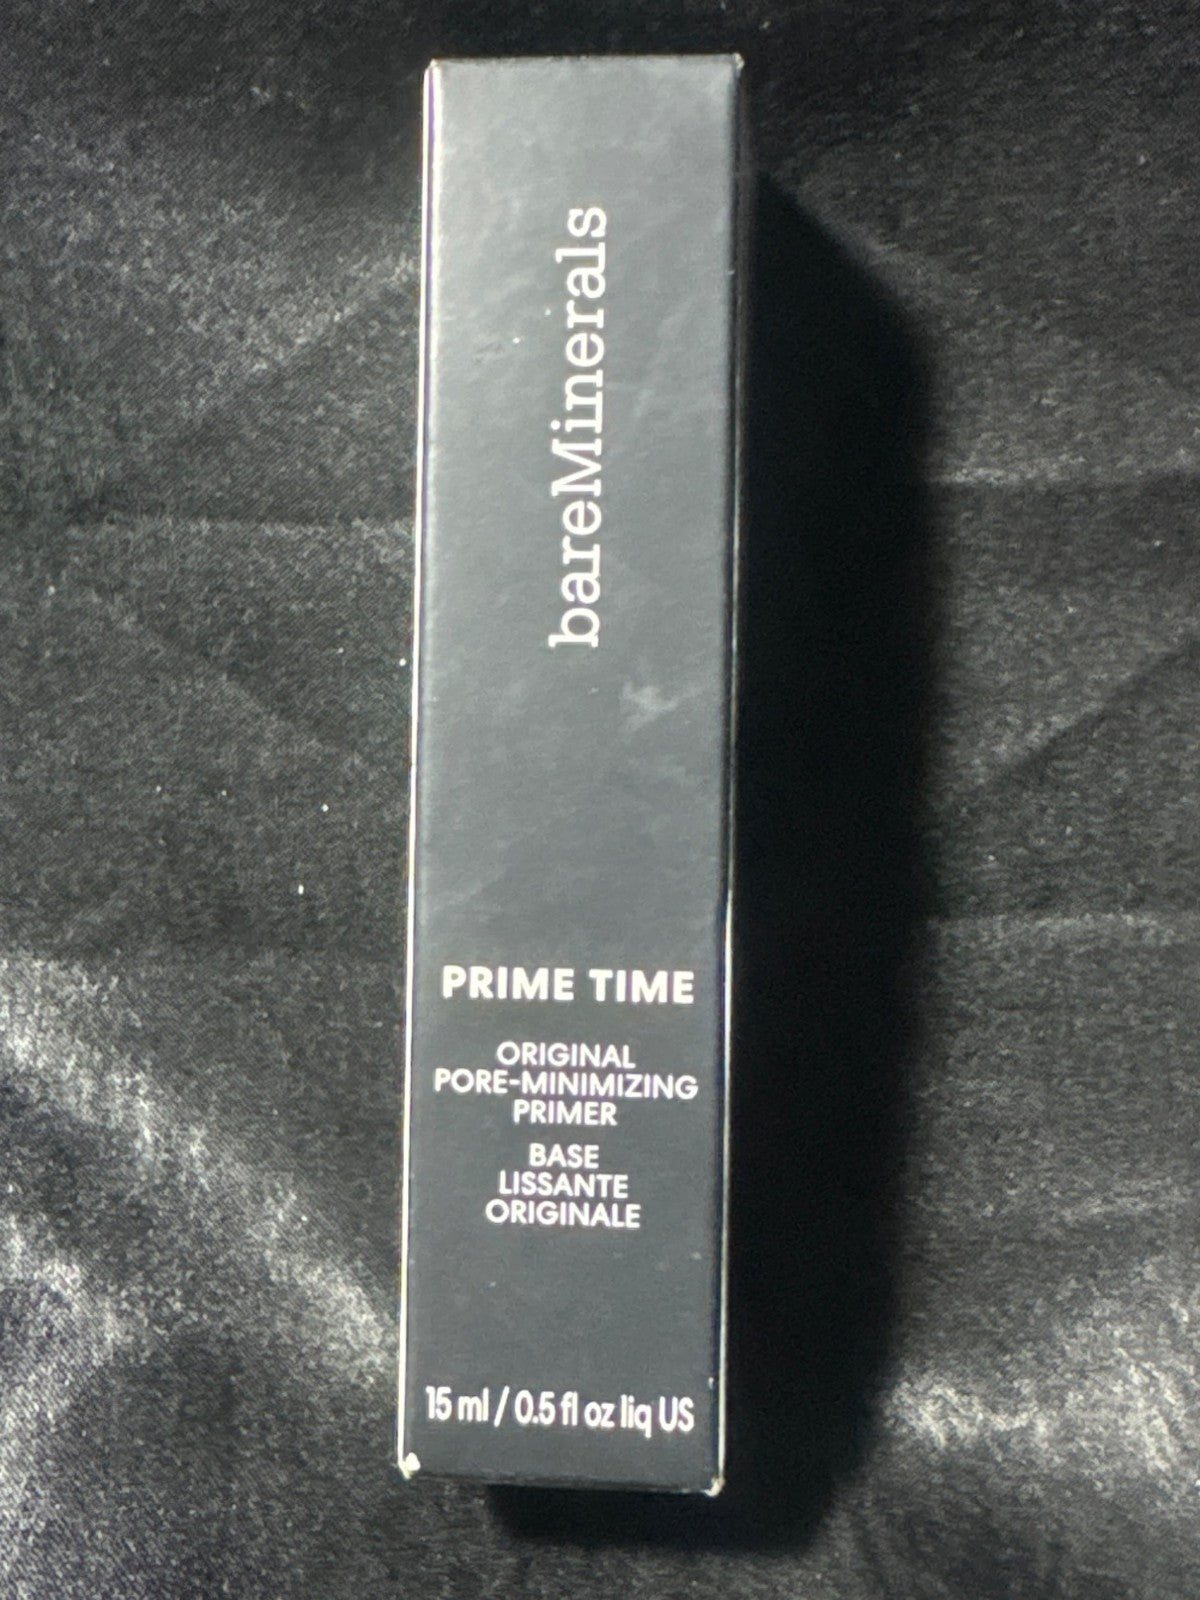 bareMinerals
PRIME TIME
ORIGINAL
PORE-MINIMIZING
PRIMER
BASE
LISSANTE
ORIGINALE
15 ml / 0.5 fl oz liq US